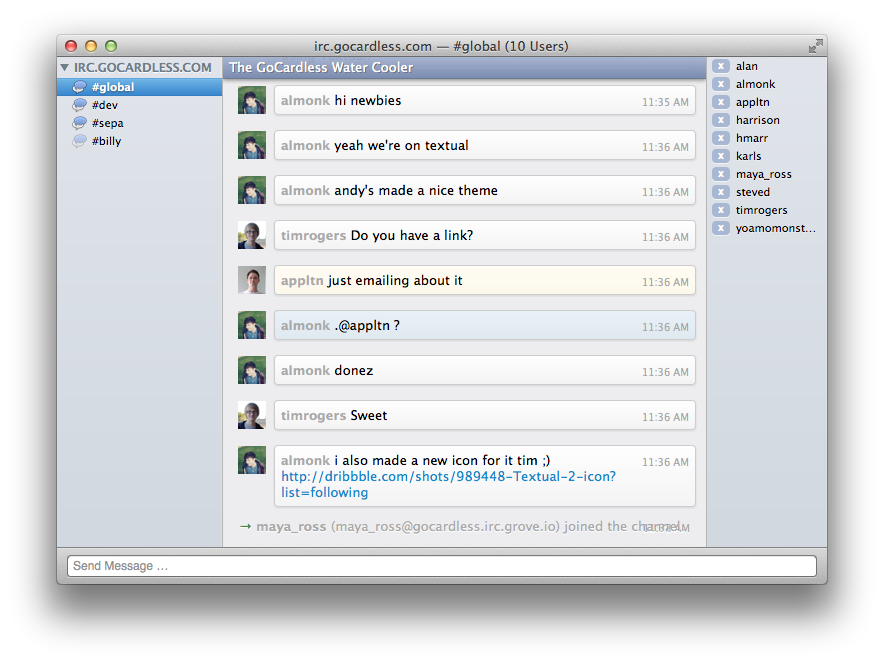 irc.gocardless.com — #global (10 Users)
IRC.GOCARDLESS.COM
#global
#dev
#sepa
#billy
The GoCardless Water Cooler
almonk hi newbies 11:35 AM
almonk yeah we're on textual 11:36 AM
almonk andy's made a nice theme 11:36 AM
timrogers Do you have a link? 11:36 AM
appltn just emailing about it 11:36 AM
almonk .@appltn ? 11:36 AM
almonk donez 11:36 AM
timrogers Sweet 11:36 AM
almonk i also made a new icon for it tim ;) 11:36 AM
http://dribbble.com/shots/989448-Textual-2-icon?
list=following
→ maya_ross (maya_ross@gocardless.irc.grove.io) joined the channel.
x alan
x almonk
x appltn
x harrison
x hmarr
x karls
x maya_ross
x steved
x timrogers
x yoamomonst...
Send Message ...